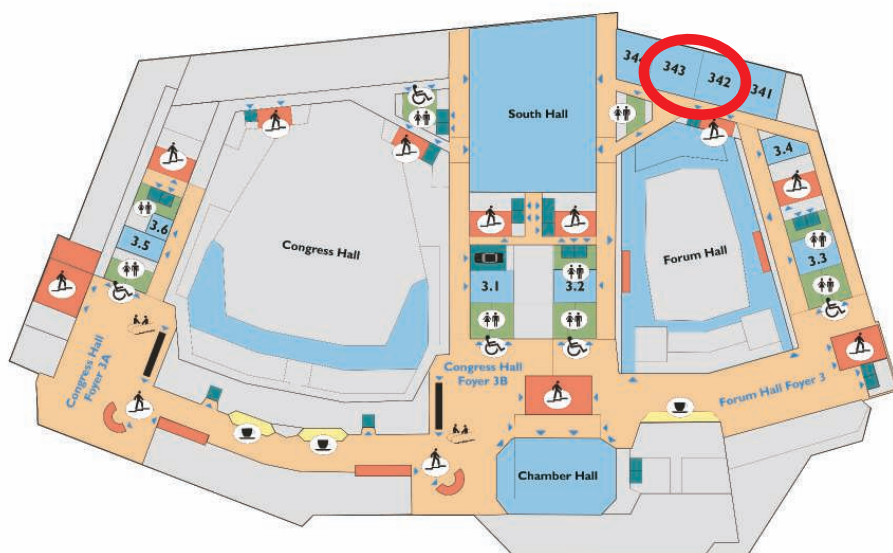 344
343
342
341
South Hall
3.4
3.6
3.5
Congress Hall
Forum Hall
3.3
3.1
3.2
Congress Hall
Foyer 3A
Congress Hall
Foyer 3B
Forum Hall Foyer 3
Chamber Hall